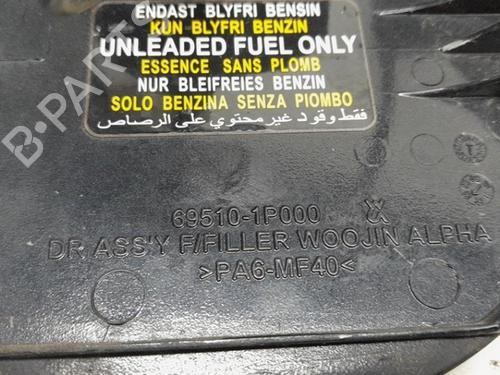 ENDAST BLYFRI BENSIN
KUN BLYFRI BENZIN
UNLEADED FUEL ONLY
ESSENCE SANS PLOMB
NUR BLEIFREIES BENZIN
SOLO BENZINA SENZA PIOMBO
فقط وقود غير محتوي على الرصاص
69510-1P000
DR ASS'Y F/FILLER WOOJIN ALPHA
>PA6-MF40<
B-PARTS